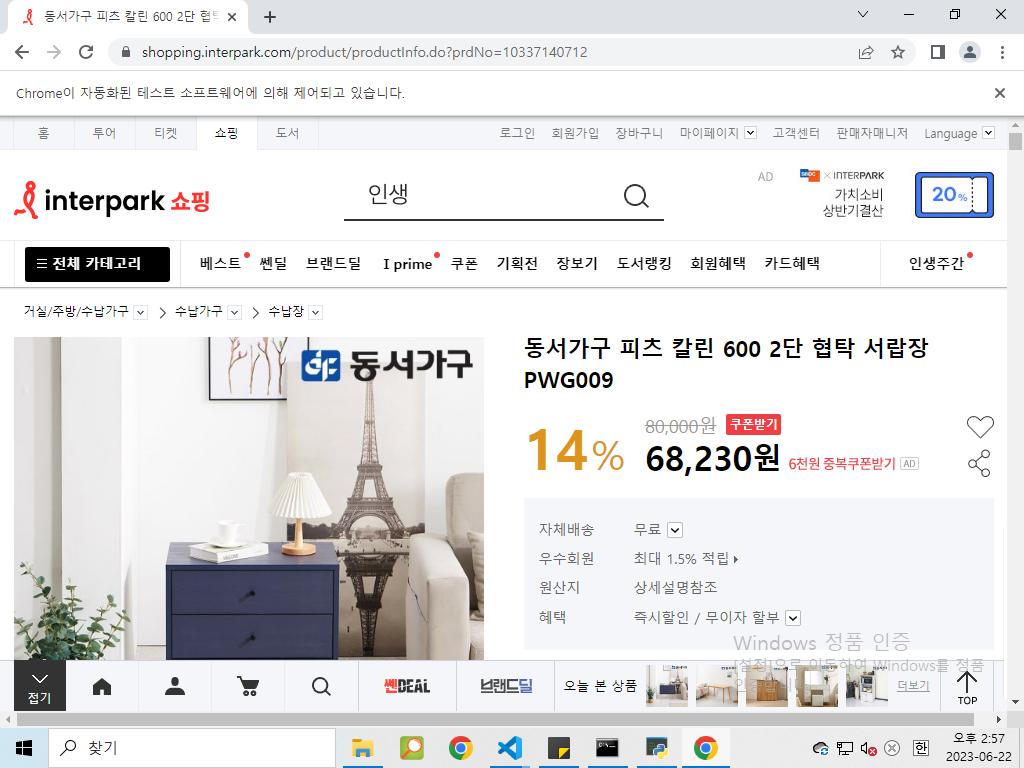 동서가구 피츠 칼린 600 2단 협탁
shopping.interpark.com/product/productInfo.do?prdNo=10337140712
Chrome이 자동화된 테스트 소프트웨어에 의해 제어되고 있습니다.
홈 투어 티켓 쇼핑 도서 로그인 회원가입 장바구니 마이페이지 고객센터 판매자매니저 Language
interpark 쇼핑 인생
AD
× INTERPARK
가치소비
상반기결산
20%
전체 카테고리 베스트 쎈딜 브랜드딜 I prime 쿠폰 기획전 장보기 도서랭킹 회원혜택 카드혜택 인생주간
거실/주방/수납가구 수납가구 수납장
동서가구
동서가구 피츠 칼린 600 2단 협탁 서랍장
PWG009
14%
80,000원 쿠폰받기
68,230원 6천원 중복쿠폰받기 AD
자체배송 무료
우수회원 최대 1.5% 적립
원산지 상세설명참조
혜택 즉시할인 / 무이자 할부
Windows 정품 인증
[설정]으로 이동하여 Windows를 정품
접기 쎈DEAL 브랜드딜 오늘 본 상품 더보기 TOP
찾기
한
오후 2:57
2023-06-22